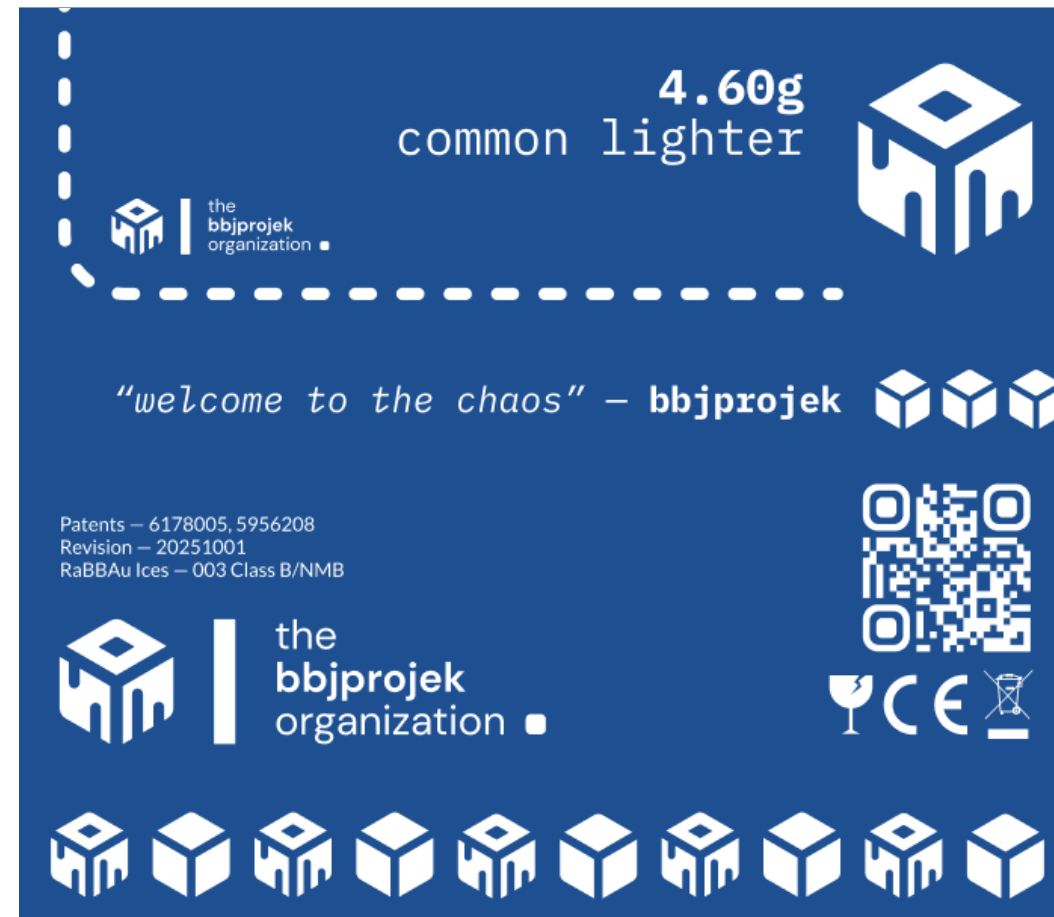 4.60g
common lighter
the
bbjprojek
organization
“welcome to the chaos” — bbjprojek
Patents — 6178005, 5956208
Revision — 20251001
RaBBAu Ices — 003 Class B/NMB
the
bbjprojek
organization
CE